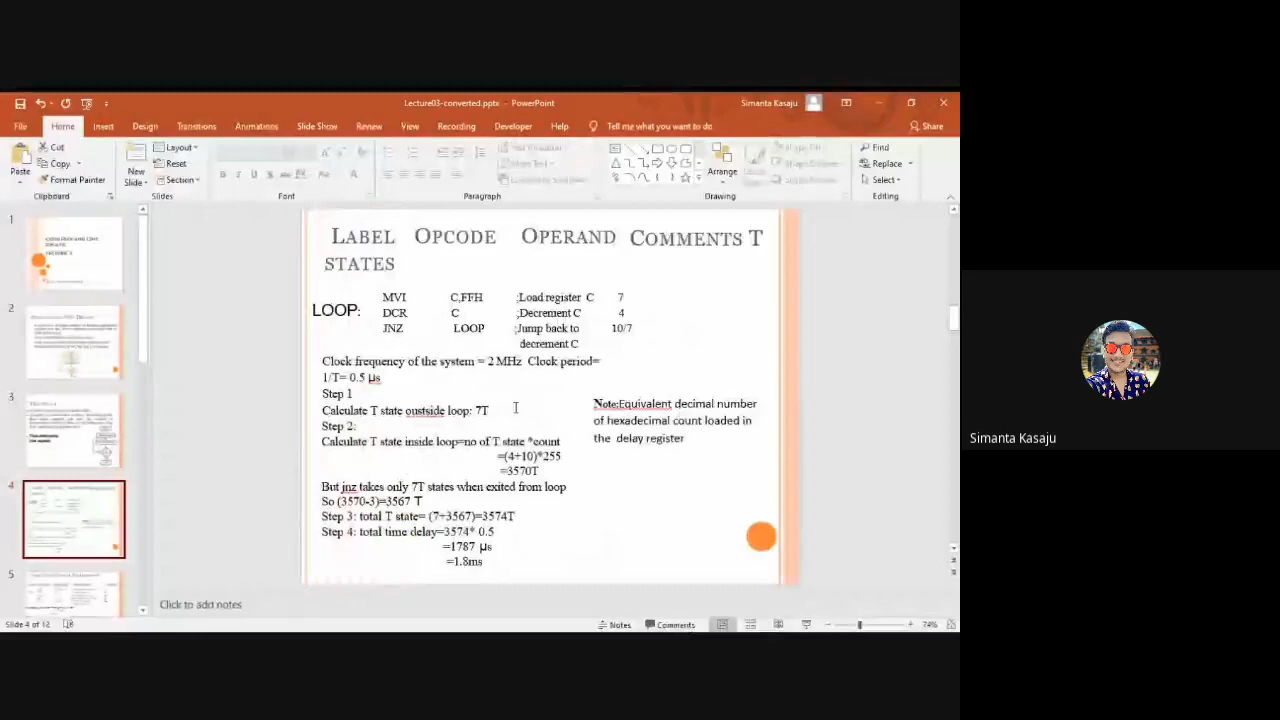 Lecture03-converted.pptx - PowerPoint
Simanta Kasaju
File Home Insert Design Transitions Animations Slide Show Review View Recording Developer Help Tell me what you want to do Share
Paste
Cut
Copy
Format Painter
Clipboard
New Slide
Layout
Reset
Section
Slides
Font
Paragraph
Arrange
Drawing
Find
Replace
Select
Editing
1
2
3
4
5
LABEL OPCODE OPERAND COMMENTS T
STATES
MVI C,FFH ;Load register C 7
LOOP: DCR C ;Decrement C 4
JNZ LOOP ;Jump back to 10/7
decrement C
Clock frequency of the system = 2 MHz Clock period=
1/T= 0.5 µs
Step 1
Calculate T state oustside loop: 7T
Step 2:
Calculate T state inside loop=no of T state *count
=(4+10)*255
=3570T
But jnz takes only 7T states when exited from loop
So (3570-3)=3567 T
Step 3: total T state= (7+3567)=3574T
Step 4: total time delay=3574* 0.5
=1787 µs
=1.8ms
Note:Equivalent decimal number
of hexadecimal count loaded in
the delay register
Click to add notes
Slide 4 of 12
Notes Comments 74%
Simanta Kasaju